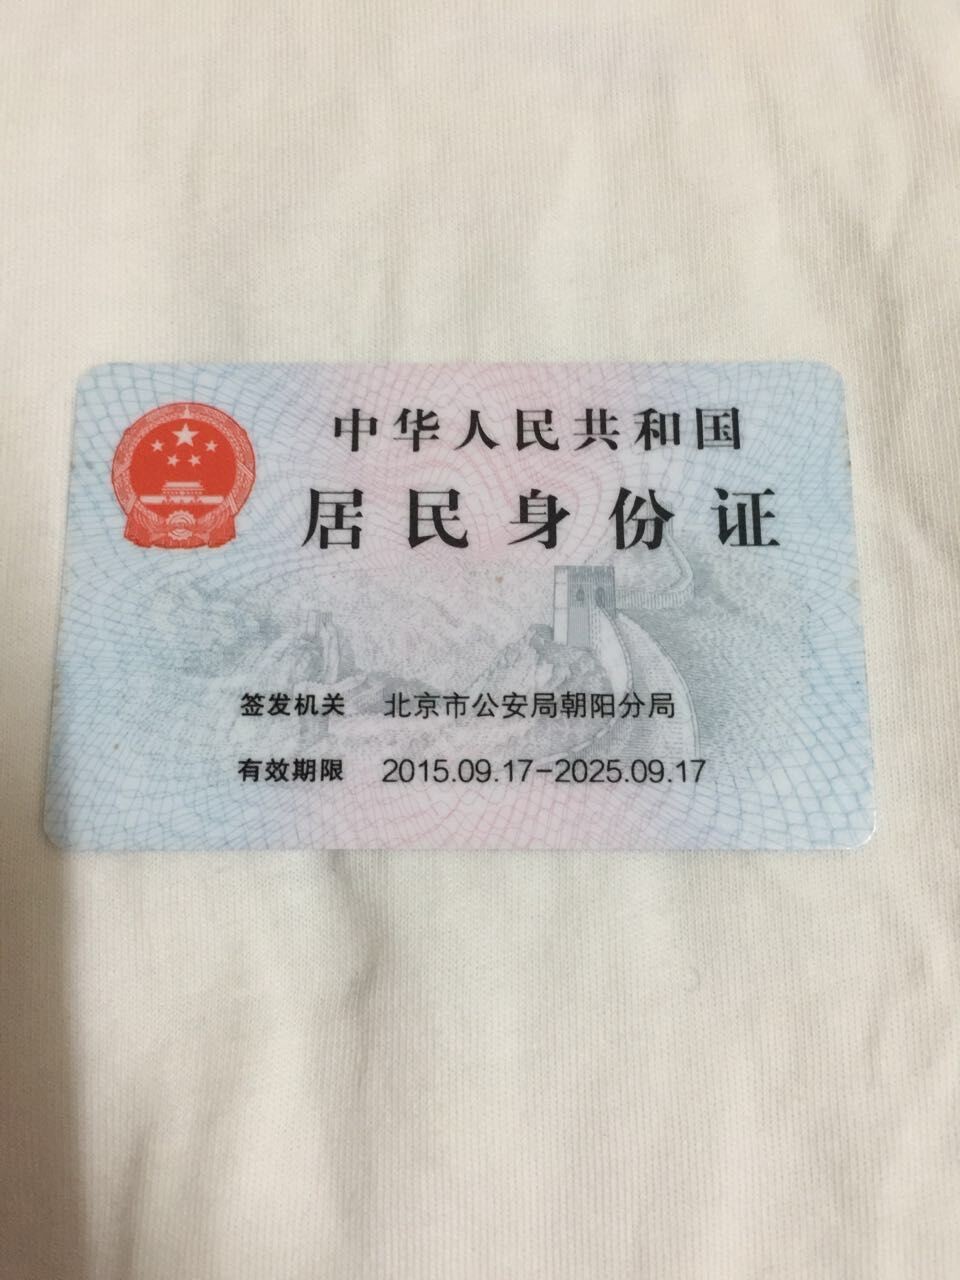 中华人民共和国
居民身份证
签发机关 北京市公安局朝阳分局
有效期限 2015.09.17-2025.09.17